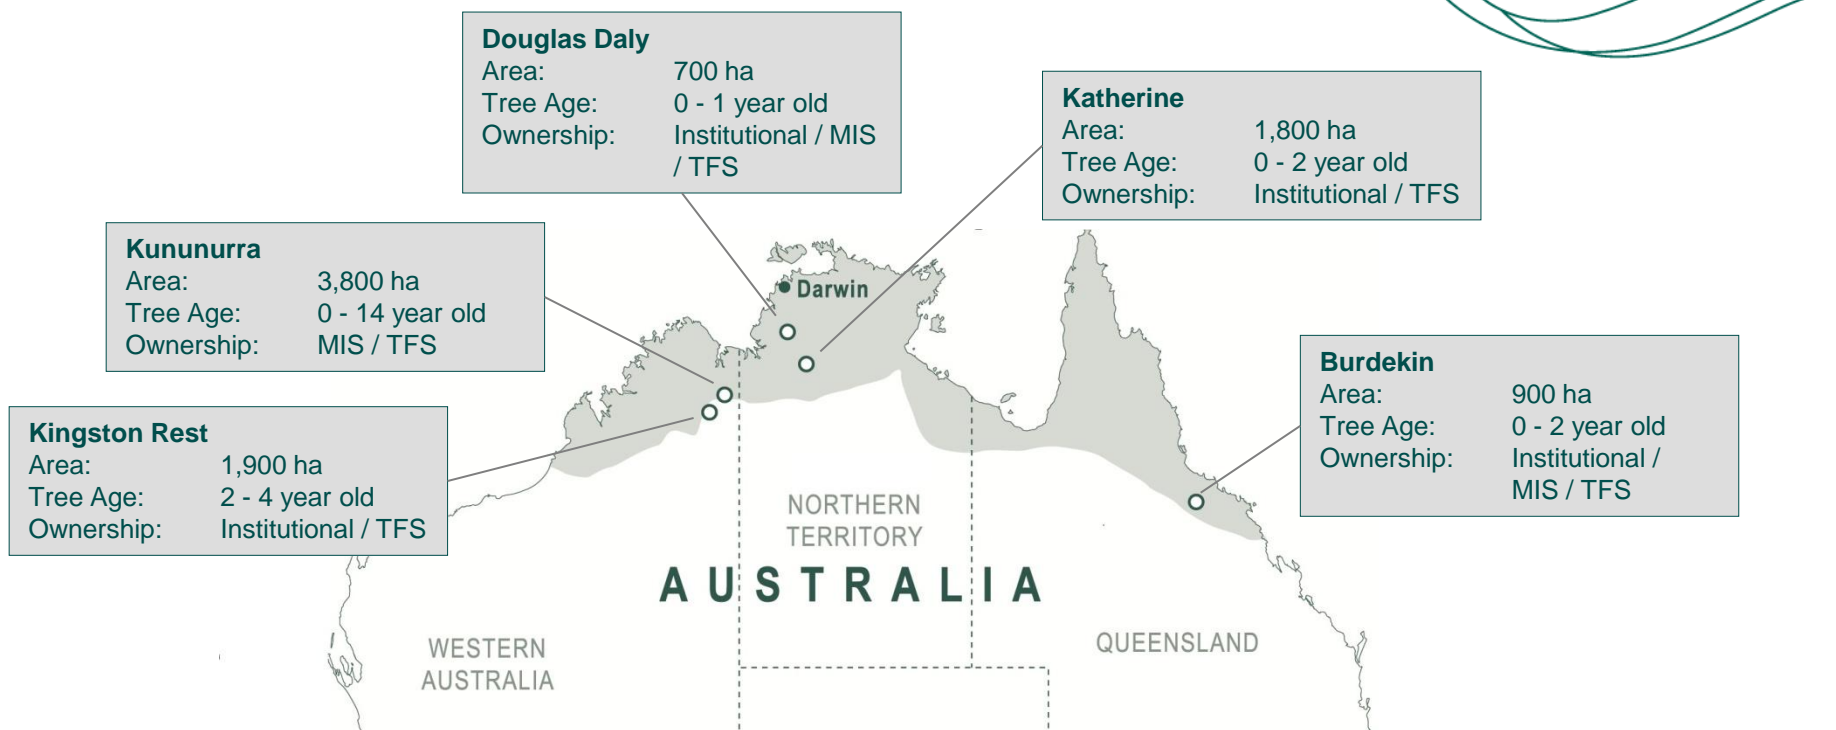 Douglas Daly
Area: 700 ha
Tree Age: 0 - 1 year old
Ownership: Institutional / MIS
/ TFS
Katherine
Area: 1,800 ha
Tree Age: 0 - 2 year old
Ownership: Institutional / TFS
Kununurra
Area: 3,800 ha
Tree Age: 0 - 14 year old
Ownership: MIS / TFS
Darwin
Burdekin
Area: 900 ha
Tree Age: 0 - 2 year old
Ownership: Institutional /
MIS / TFS
Kingston Rest
Area: 1,900 ha
Tree Age: 2 - 4 year old
Ownership: Institutional / TFS
NORTHERN
TERRITORY
AUSTRALIA
WESTERN
AUSTRALIA
QUEENSLAND